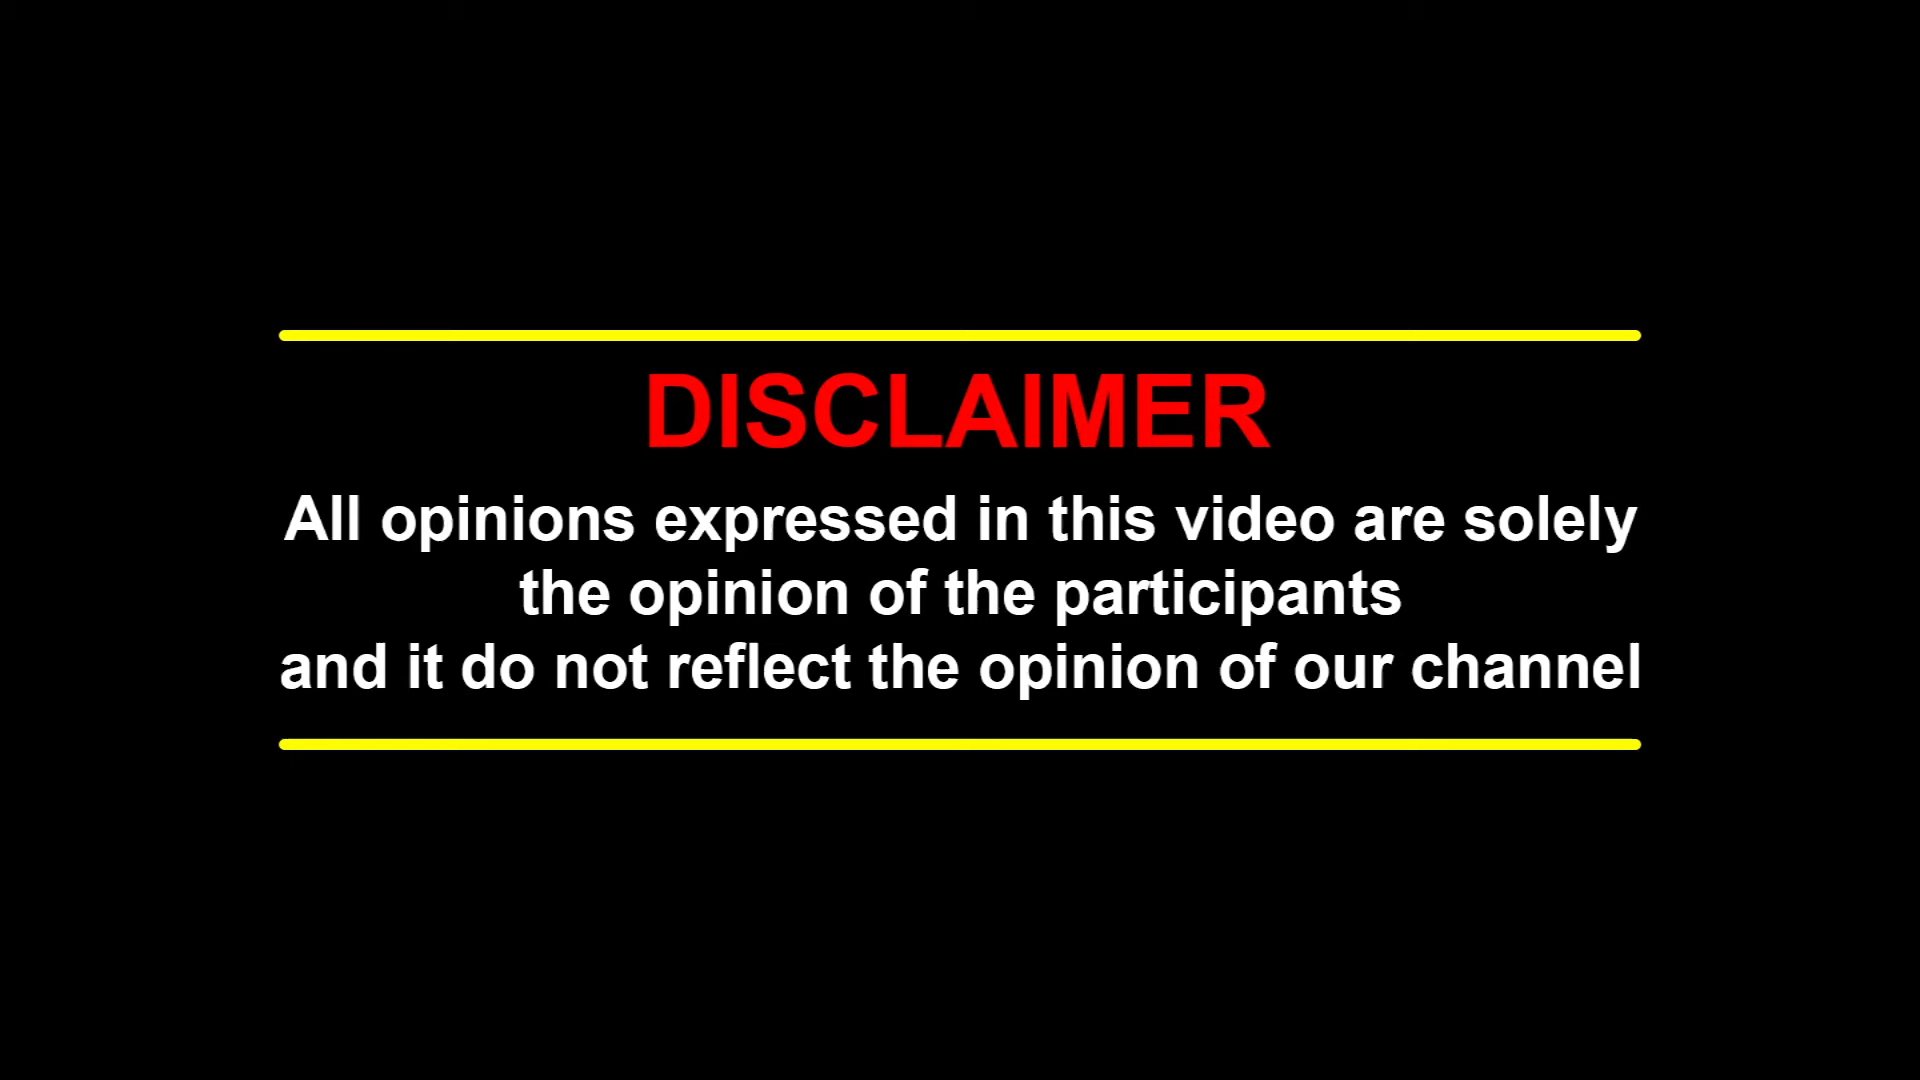 DISCLAIMER
All opinions expressed in this video are solely
the opinion of the participants
and it do not reflect the opinion of our channel